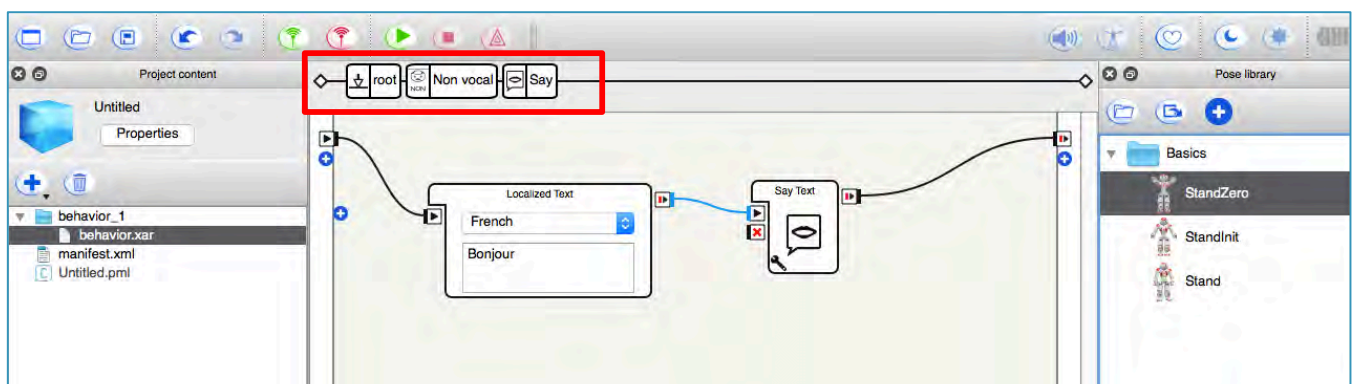 Project content
root
NON
Non vocal
Say
Pose library
Untitled
Properties
Basics
Localized Text
Say Text
StandZero
behavior_1
French
behavior.xar
StandInit
manifest.xml
Bonjour
Untitled.pml
Stand